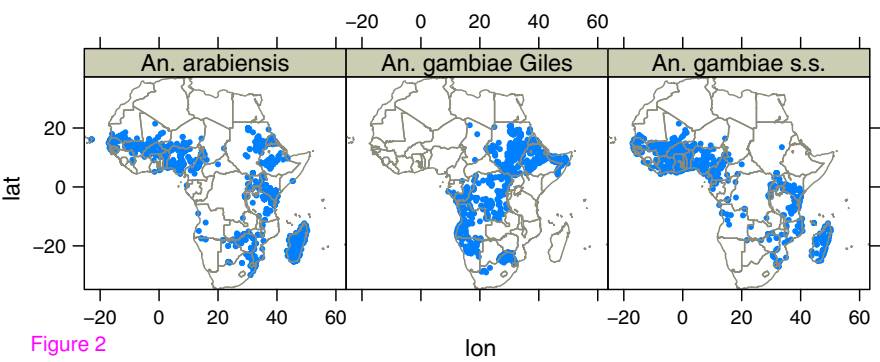 −20 0 20 40 60
An. arabiensis An. gambiae Giles An. gambiae s.s.
20
0
−20
lat
−20 0 20 40 60 −20 0 20 40 60
Figure 2
lon